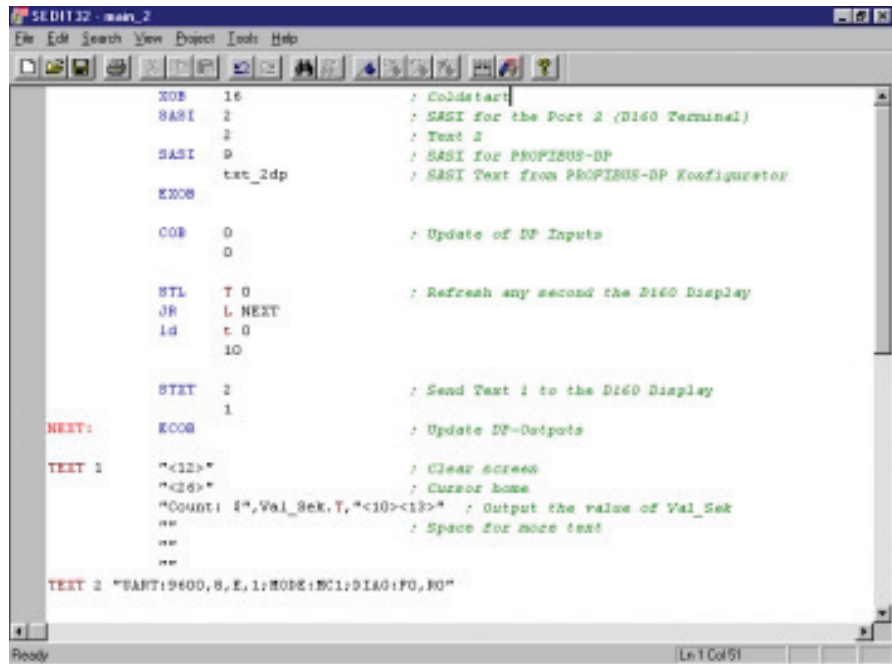 SEDIT32 - main_2
File Edit Search View Project Tools Help
XOB 16 ; Coldstart
SASI 2 ; SASI for the Port 2 (D160 Terminal)
2 ; Text 2
SASI 9 ; SASI for PROFIBUS-DP
txt_2dp ; SASI Text from PROFIBUS-DP Konfigurator
EXOB
COB 0 ; Update of DP Inputs
0
STL T 0 ; Refresh any second the D160 Display
JR L NEXT
ld t 0
10
STXT 2 ; Send Text 1 to the D160 Display
1
NEXT: ECOB ; Update DP-Outputs
TEXT 1 "<12>" ; Clear screen
"<26>" ; Cursor home
"Count: $",Val_Sek.T,"<10><13>" ; Output the value of Val_Sek
"" ; Space for more text
""
""
TEXT 2 "UART:9600,8,E,1;MODE:MC1;DIAG:F0,R0"
Ready Ln 1 Col 51